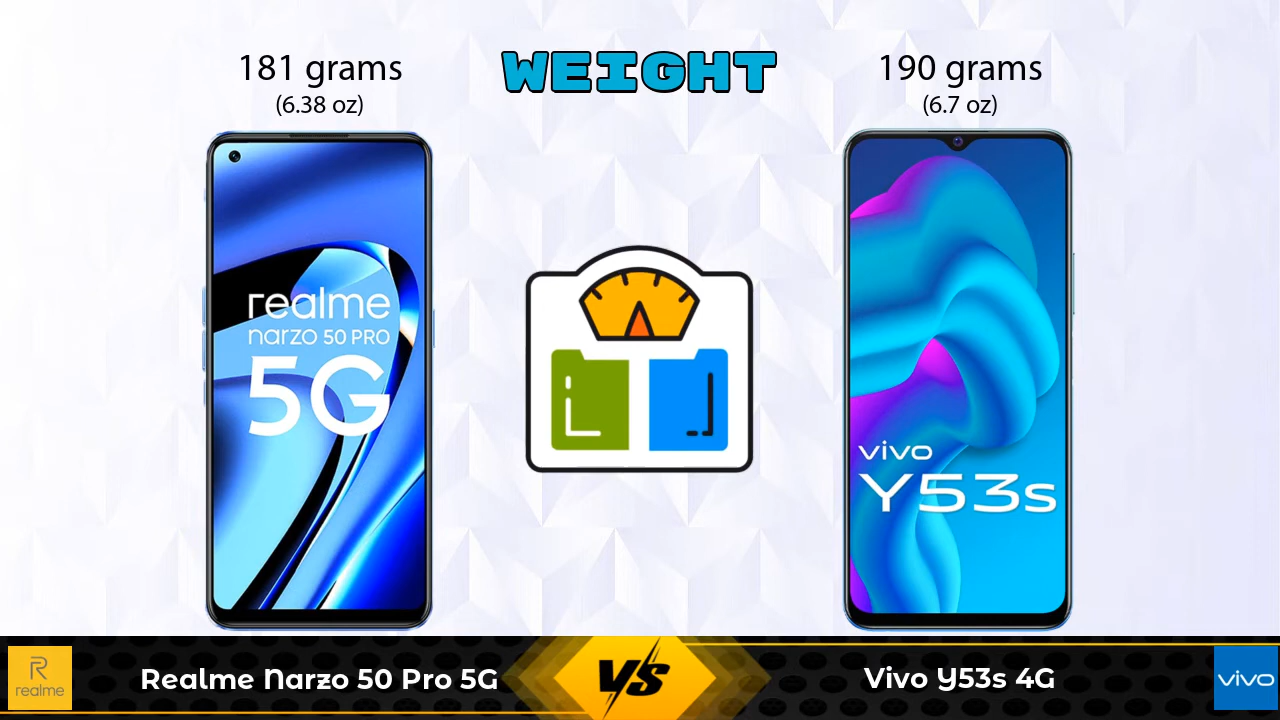 181 grams
(6.38 oz)
WEIGHT
190 grams
(6.7 oz)
realme
narzo 50 PRO
5G
vivo
Y53s
realme
Realme Narzo 50 Pro 5G
VS
Vivo Y53s 4G
vivo